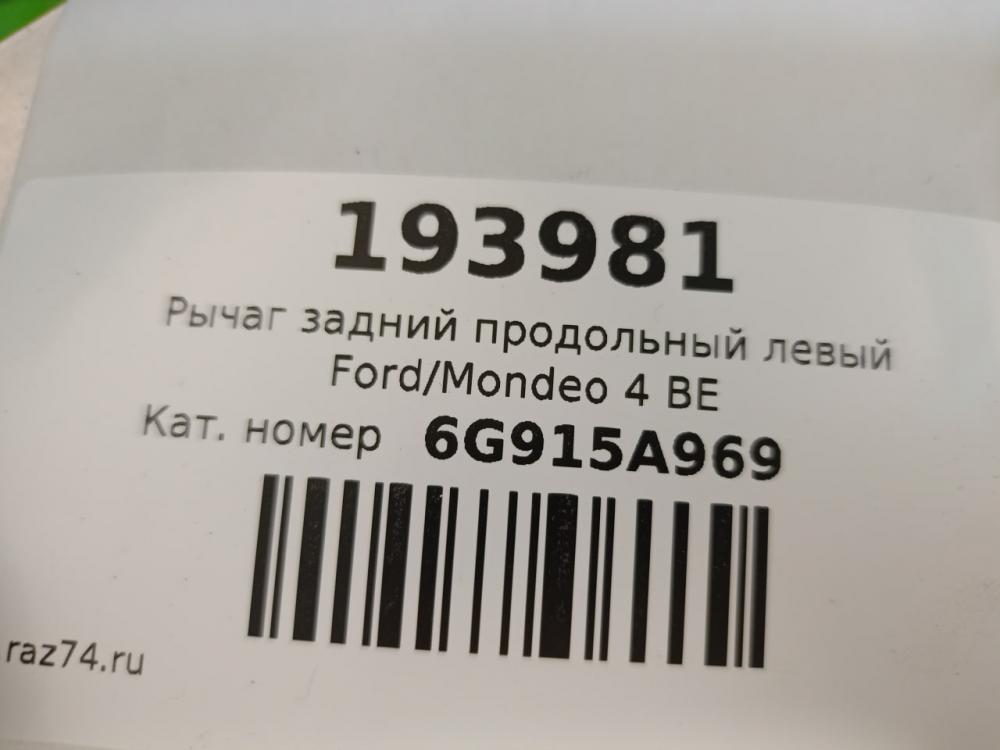 193981
Рычаг задний продольный левый
Ford/Mondeo 4 BE
Кат. номер 6G915A969
raz74.ru